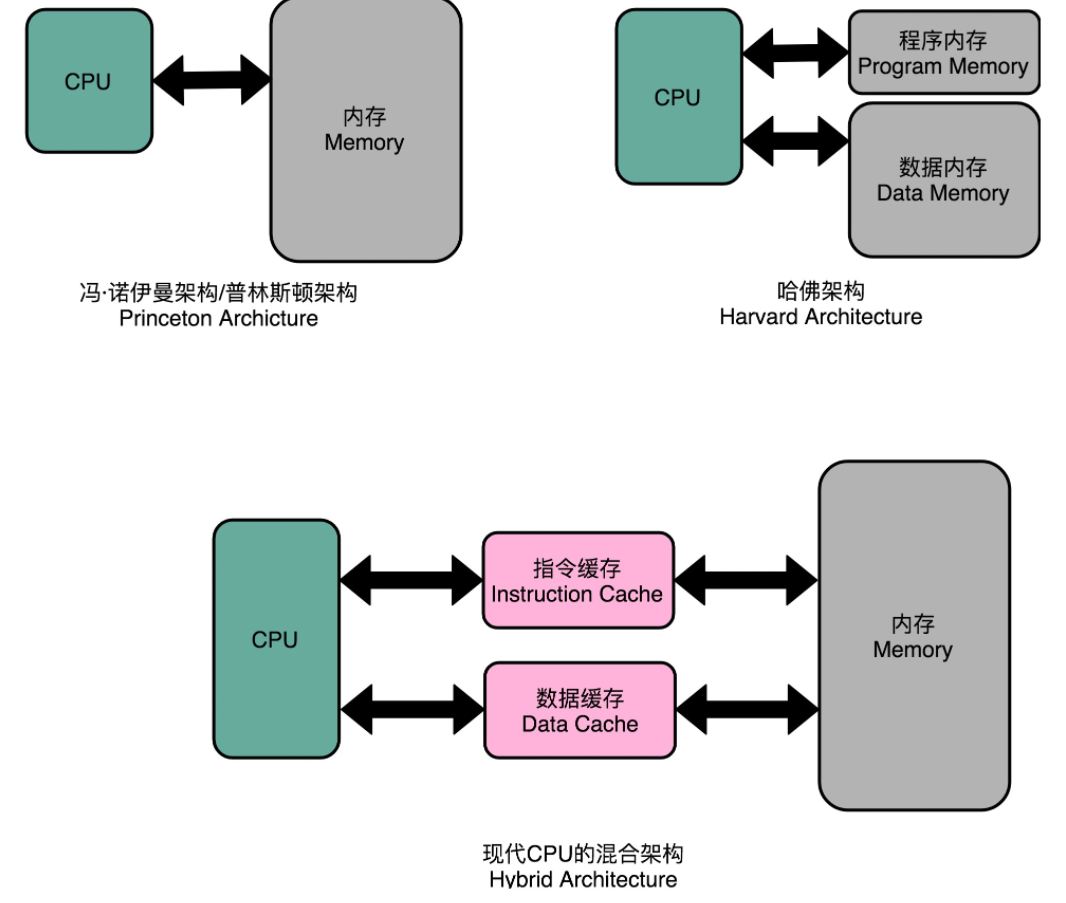 CPU
内存
Memory
冯·诺伊曼架构/普林斯顿架构
Princeton Archicture
CPU
程序内存
Program Memory
数据内存
Data Memory
哈佛架构
Harvard Architecture
CPU
指令缓存
Instruction Cache
数据缓存
Data Cache
内存
Memory
现代CPU的混合架构
Hybrid Architecture